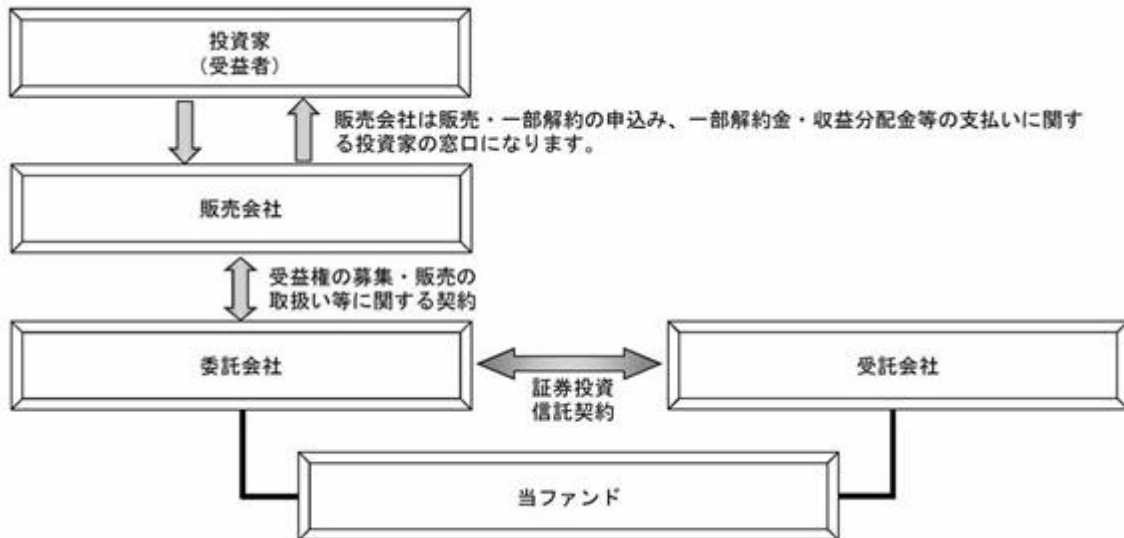 投資家
(受益者)
販売会社は販売・一部解約の申込み、一部解約金・収益分配金等の支払いに関す
る投資家の窓口になります。
販売会社
受益権の募集・販売の
取扱い等に関する契約
委託会社
証券投資
信託契約
受託会社
当ファンド